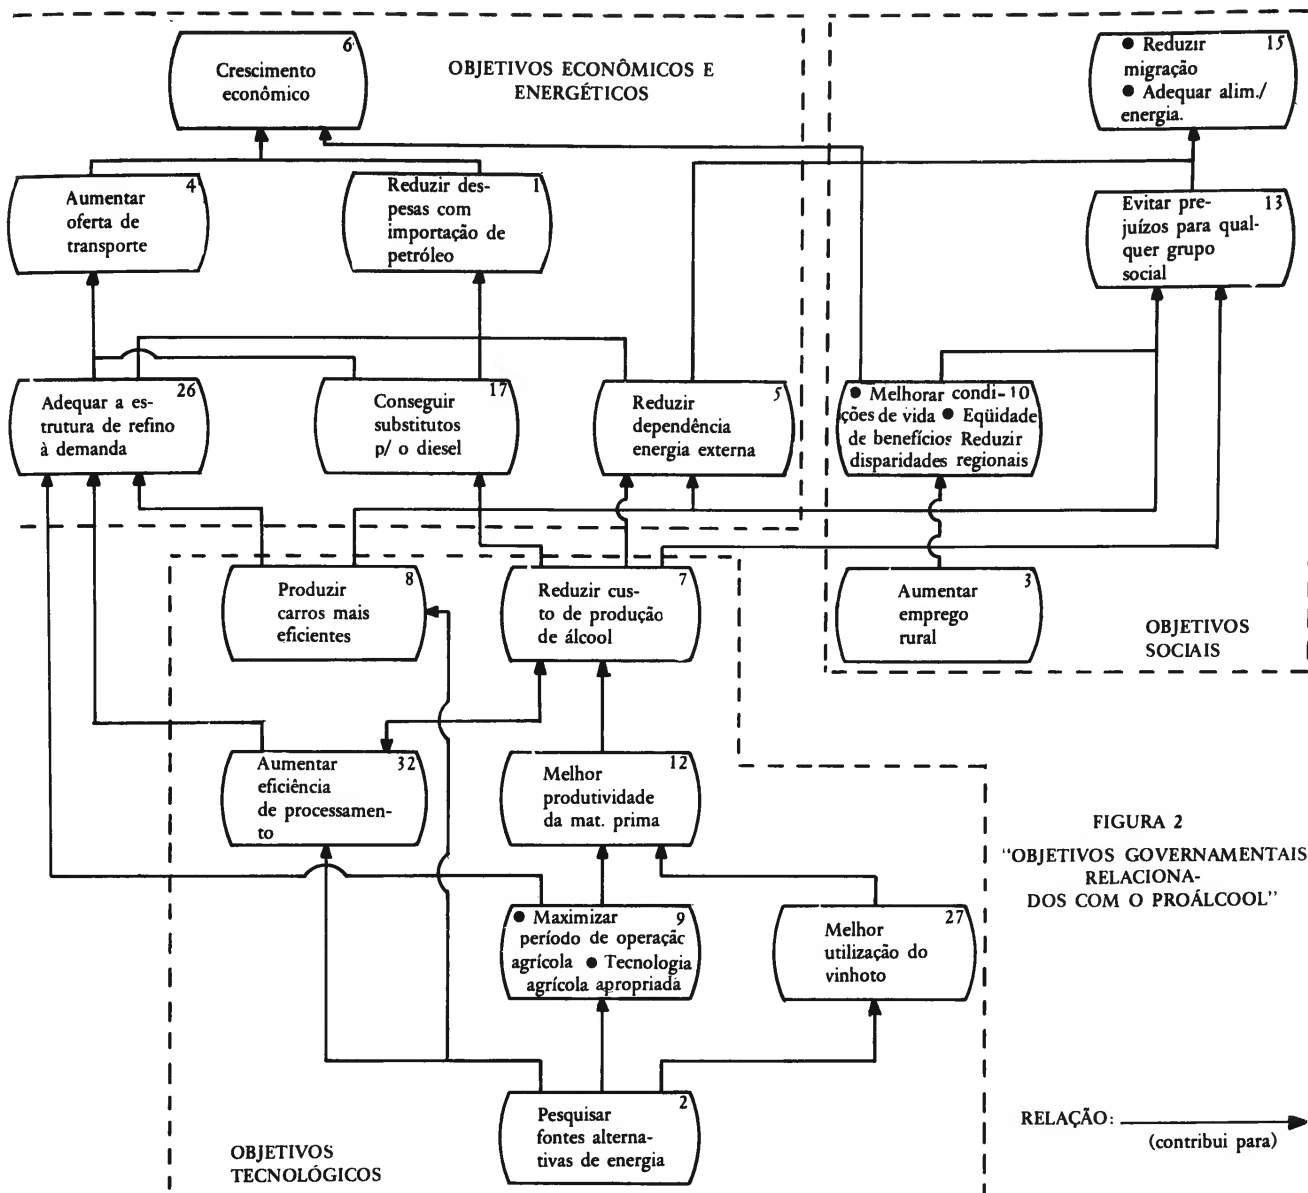 6
Crescimento
econômico
OBJETIVOS ECONÔMICOS E
ENERGÉTICOS
15
● Reduzir
migração
● Adequar alim./
energia.
4
Aumentar
oferta de
transporte
1
Reduzir des-
pesas com
importação de
petróleo
13
Evitar pre-
juízos para qual-
quer grupo
social
26
Adequar a es-
trutura de refino
à demanda
17
Conseguir
substitutos
p/ o diesel
5
Reduzir
dependência
energia externa
● Melhorar condi- 10
ções de vida ● Eqüidade
de benefícios Reduzir
disparidades regionais
8
Produzir
carros mais
eficientes
7
Reduzir cus-
to de produção
de álcool
3
Aumentar
emprego
rural
OBJETIVOS
SOCIAIS
Aumentar 32
eficiência
de processamen-
to
12
Melhor
produtividade
da mat. prima
FIGURA 2
"OBJETIVOS GOVERNAMENTAIS
RELACIONA-
DOS COM O PROÁLCOOL"
● Maximizar 9
período de operação
agrícola ● Tecnologia
agrícola apropriada
27
Melhor
utilização do
vinhoto
2
Pesquisar
fontes alterna-
tivas de energia
OBJETIVOS
TECNOLÓGICOS
RELAÇÃO:
(contribui para)